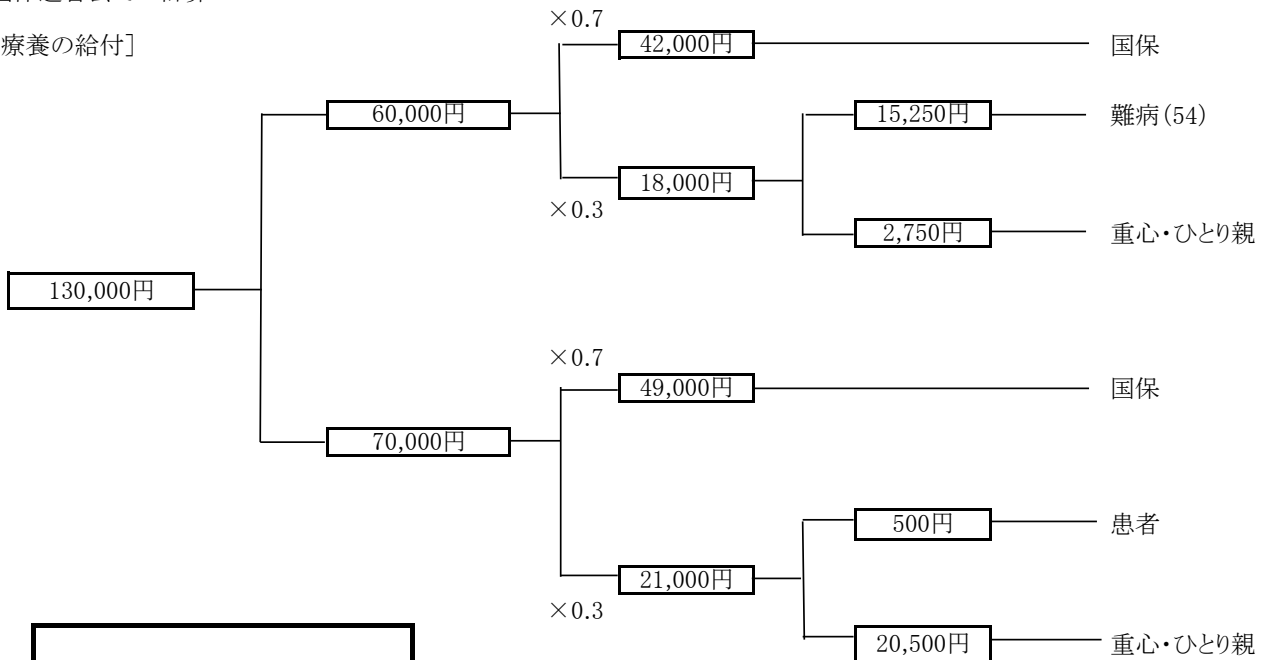 療養の給付］
×0.7
42,000円
国保
60,000円
15,250円
難病（54）
18,000円
×0.3
2,750円
重心・ひとり親
130,000円
×0.7
49,000円
国保
70,000円
500円
患者
21,000円
×0.3
20,500円
重心・ひとり親